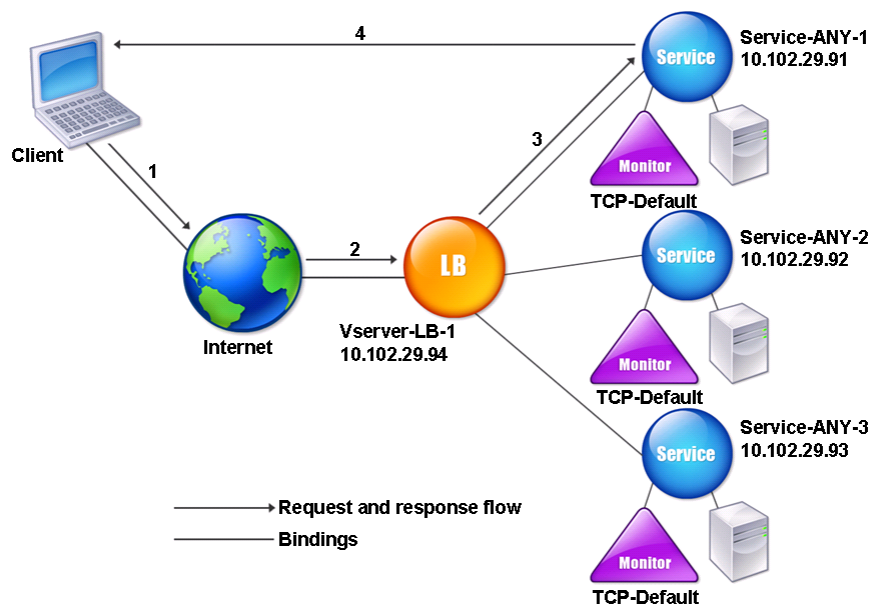 4
Service
Service-ANY-1
10.102.29.91
Client
1
3
Monitor
TCP-Default
2
LB
Service
Service-ANY-2
10.102.29.92
Internet
Vserver-LB-1
10.102.29.94
Monitor
TCP-Default
Service
Service-ANY-3
10.102.29.93
Request and response flow
Bindings
Monitor
TCP-Default